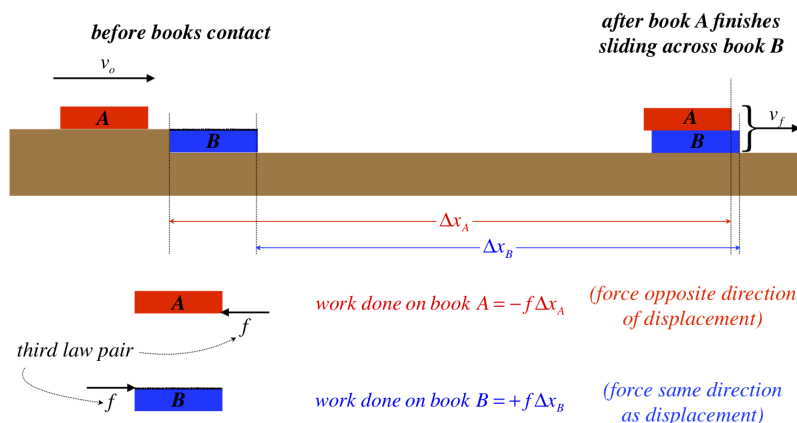 before books contact
after book A finishes
sliding across book B
v_o
A
B
A
B
v_f
Δx_A
Δx_B
A
f
work done on book A = −f Δx_A
(force opposite direction
of displacement)
third law pair
f
B
work done on book B = +f Δx_B
(force same direction
as displacement)